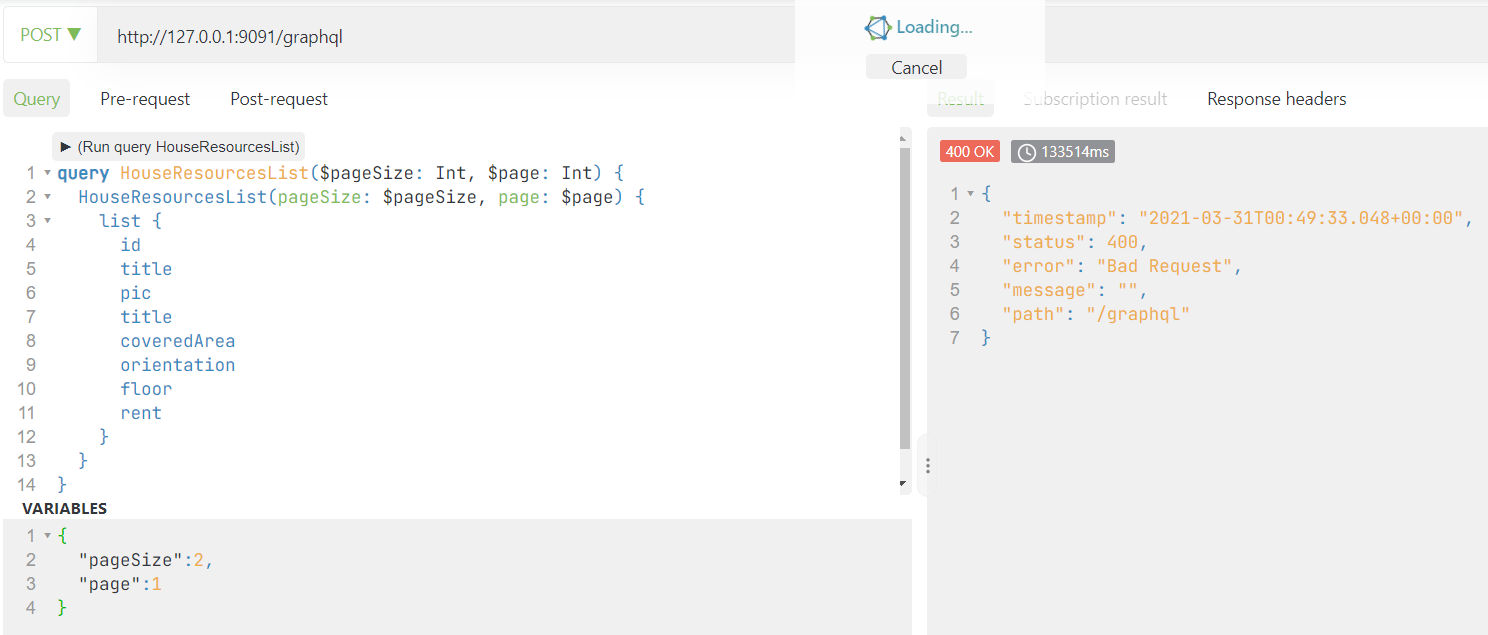 POST ▼ http://127.0.0.1:9091/graphql
Loading...
Cancel
Query Pre-request Post-request
▶ (Run query HouseResourcesList)
1 query HouseResourcesList($pageSize: Int, $page: Int) {
2 HouseResourcesList(pageSize: $pageSize, page: $page) {
3 list {
4 id
5 title
6 pic
7 title
8 coveredArea
9 orientation
10 floor
11 rent
12 }
13 }
14 }
VARIABLES
1 {
2 "pageSize":2,
3 "page":1
4 }
Result Subscription result Response headers
400 OK 133514ms
1 {
2 "timestamp": "2021-03-31T00:49:33.048+00:00",
3 "status": 400,
4 "error": "Bad Request",
5 "message": "",
6 "path": "/graphql"
7 }